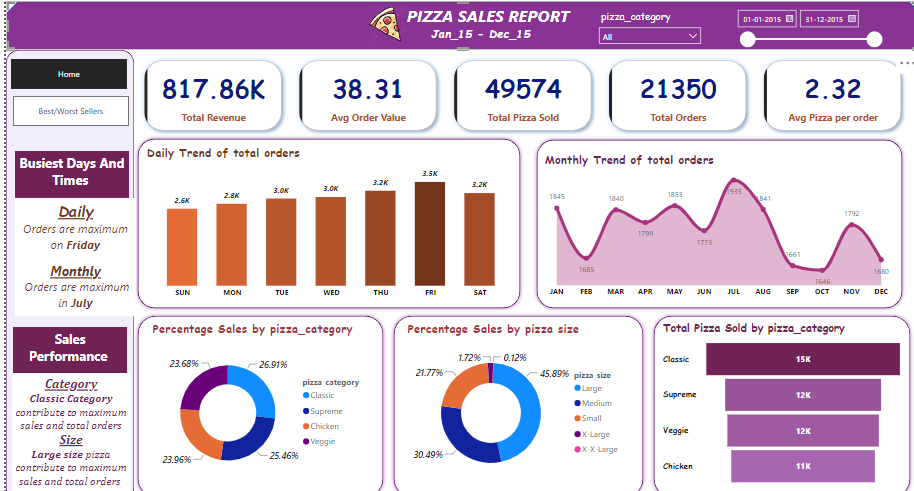 PIZZA SALES REPORT
Jan_15 - Dec_15
pizza_category
All
01-01-2015
31-12-2015
Home
Best/Worst Sellers
817.86K
Total Revenue
38.31
Avg Order Value
49574
Total Pizza Sold
21350
Total Orders
2.32
Avg Pizza per order
Busiest Days And
Times
Daily
Orders are maximum
on Friday
Monthly
Orders are maximum
in July
Sales
Performance
Category
Classic Category
contribute to maximum
sales and total orders
Size
Large size pizza
contribute to maximum
sales and total orders
Daily Trend of total orders
2.6K
2.8K
3.0K
3.0K
3.2K
3.5K
3.2K
SUN
MON
TUE
WED
THU
FRI
SAT
Monthly Trend of total orders
1845
1685
1840
1799
1853
1773
1935
1841
1661
1646
1792
1680
JAN
FEB
MAR
APR
MAY
JUN
JUL
AUG
SEP
OCT
NOV
DEC
Percentage Sales by pizza_category
23.68%
26.91%
23.96%
25.46%
pizza_category
Classic
Supreme
Chicken
Veggie
Percentage Sales by pizza size
1.72%
0.12%
21.77%
45.89%
30.49%
pizza_size
Large
Medium
Small
X-Large
X-X-Large
Total Pizza Sold by pizza_category
Classic
15K
Supreme
12K
Veggie
12K
Chicken
11K